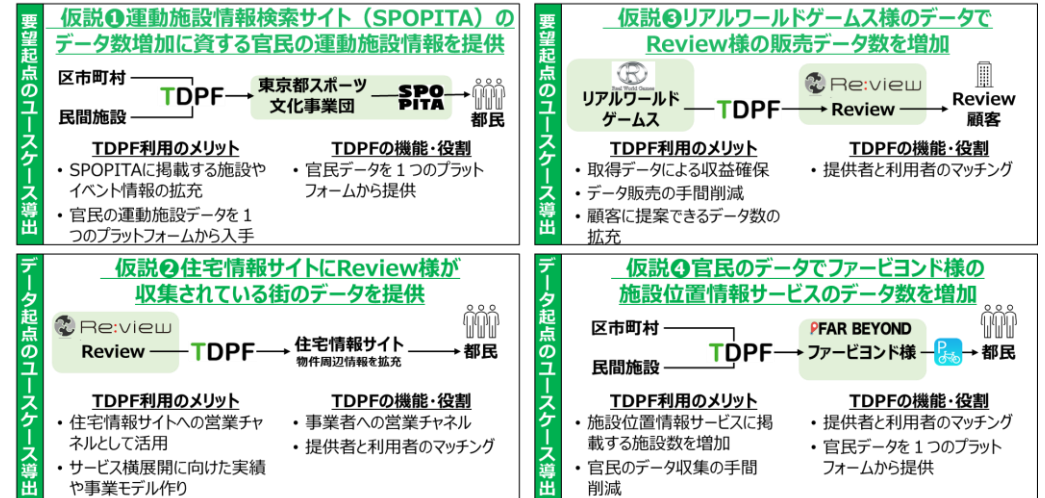 要望起点のユースケース導出
仮説❶運動施設情報検索サイト（SPOPITA）の
データ数増加に資する官民の運動施設情報を提供
区市町村
民間施設
TDPF
東京都スポーツ
文化事業団
SPO
PITA
都民
TDPF利用のメリット
• SPOPITAに掲載する施設や
イベント情報の拡充
• 官民の運動施設データを１
つのプラットフォームから入手
TDPFの機能・役割
• 官民データを１つのプラット
フォームから提供
要望起点のユースケース導出
仮説❸リアルワールドゲームス様のデータで
Review様の販売データ数を増加
Real World Games
リアルワールド
ゲームス
TDPF
Re:view
Review
Review
顧客
TDPF利用のメリット
• 取得データによる収益確保
• データ販売の手間削減
• 顧客に提案できるデータ数の
拡充
TDPFの機能・役割
• 提供者と利用者のマッチング
データ起点のユースケース導出
仮説❷住宅情報サイトにReview様が
収集されている街のデータを提供
Re:view
Review
TDPF
住宅情報サイト
物件周辺情報を拡充
都民
TDPF利用のメリット
• 住宅情報サイトへの営業チャ
ネルとして活用
• サービス横展開に向けた実績
や事業モデル作り
TDPFの機能・役割
• 事業者への営業チャネル
• 提供者と利用者のマッチング
データ起点のユースケース導出
仮説❹官民のデータでファービヨンド様の
施設位置情報サービスのデータ数を増加
区市町村
民間施設
TDPF
FAR BEYOND
ファービヨンド様
P
都民
TDPF利用のメリット
• 施設位置情報サービスに掲
載する施設数を増加
• 官民のデータ収集の手間
削減
TDPFの機能・役割
• 提供者と利用者のマッチング
• 官民データを１つのプラット
フォームから提供